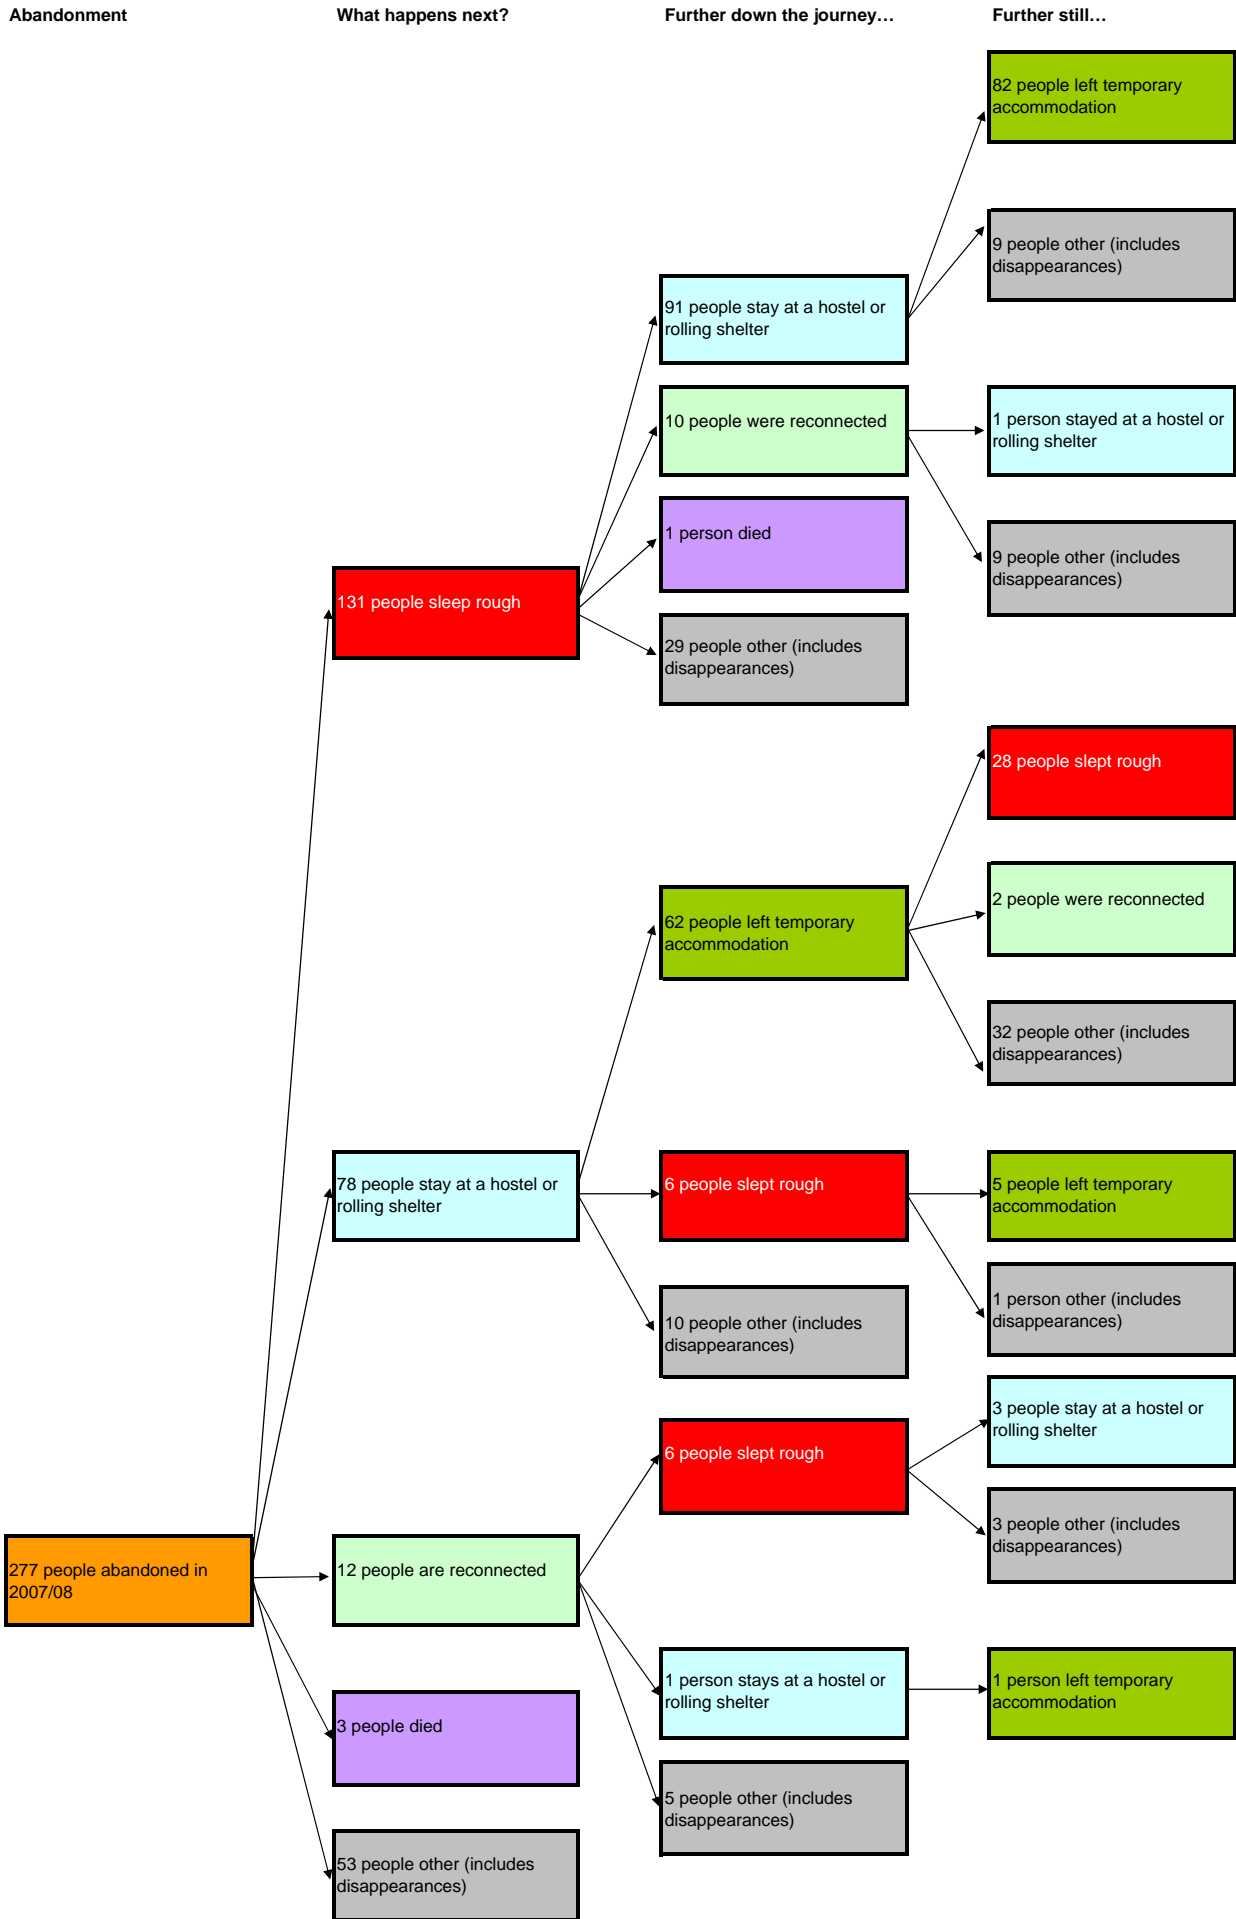 Abandonment
What happens next?
Further down the journey…
Further still…
82 people left temporary
accommodation
9 people other (includes
disappearances)
91 people stay at a hostel or
rolling shelter
10 people were reconnected
1 person stayed at a hostel or
rolling shelter
1 person died
9 people other (includes
disappearances)
131 people sleep rough
29 people other (includes
disappearances)
28 people slept rough
2 people were reconnected
62 people left temporary
accommodation
32 people other (includes
disappearances)
78 people stay at a hostel or
rolling shelter
6 people slept rough
5 people left temporary
accommodation
10 people other (includes
disappearances)
1 person other (includes
disappearances)
3 people stay at a hostel or
rolling shelter
6 people slept rough
3 people other (includes
disappearances)
277 people abandoned in
2007/08
12 people are reconnected
1 person stays at a hostel or
rolling shelter
1 person left temporary
accommodation
3 people died
5 people other (includes
disappearances)
53 people other (includes
disappearances)